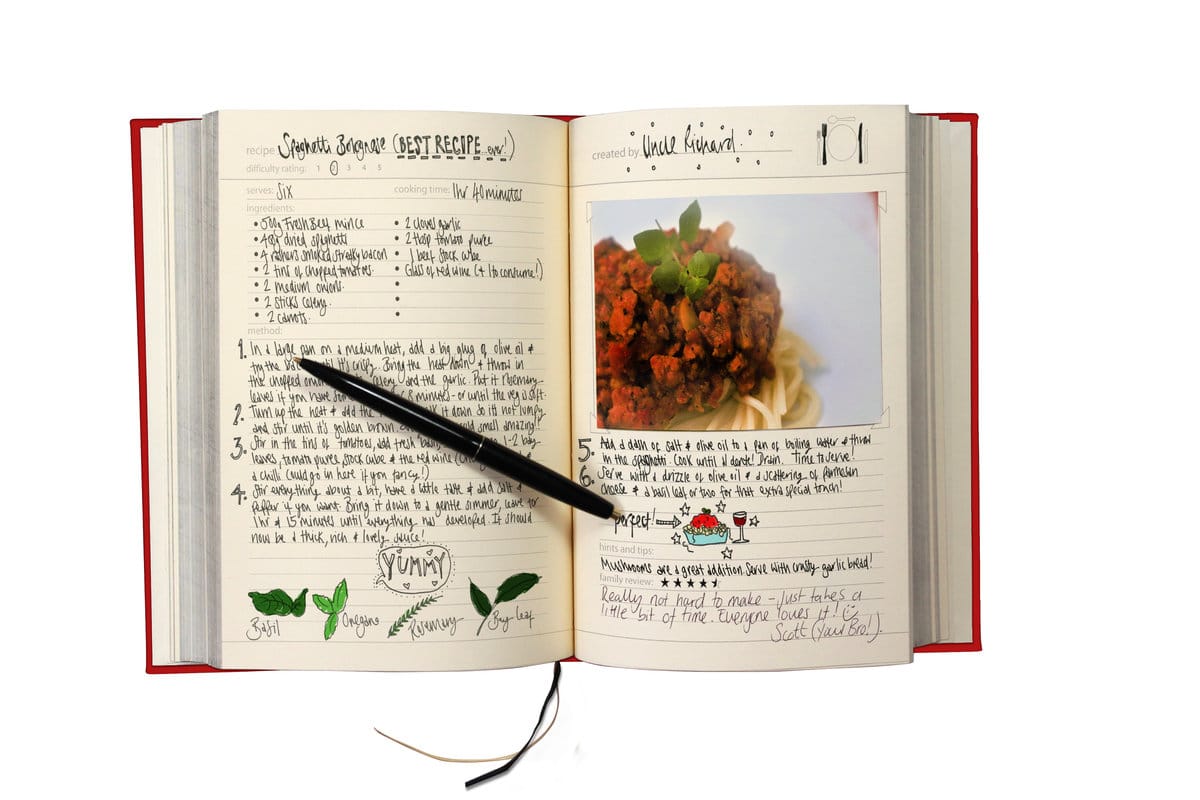 recipe Spaghetti Bolognese (BEST RECIPE ever!)
difficulty rating: 1 2 3 4 5
serves: Six
cooking time: 1hr 40 minutes
ingredients:
• 500g Fresh Beef mince
• 400g dried spaghetti
• 4 rashers smoked streaky bacon
• 2 tins of chopped tomatoes.
• 2 medium onions.
• 2 sticks celery.
• 2 carrots.
• 2 cloves garlic
• 2 tbsp tomato puree
• 1 beef stock cube
• Glass of red wine (+ 1 to consume!)
method:
1. In a large pan on a medium heat, add a big glug of olive oil &
fry the until it's crispy. Bring the heat down & throw in
the chopped celery and the garlic. Put it rosemary
leaves if you have 8 minutes - or until the veg is soft.
2. Turn up the heat & add the it down so it's not lumpy
and stir until it's golden brown. smell amazing!!
3. Stir in the tins of tomatoes, add fresh basil, 1-2 bay
leaves, tomato puree, stock cube & the red wine
a chilli could go in here if you fancy!)
4. Stir everything about a bit, have a little taste & add salt &
pepper if you want. Bring it down to a gentle simmer, leave for
1hr & 15 minutes until everything has developed. It should
now be a thick, rich & lovely sauce!
YUMMY
Basil
Oregano
Rosemary
Bay leaf
created by Uncle Richard.
5. Add a dash of salt & olive oil to a pan of boiling water & throw
in the spaghetti. Cook until al dente! Drain. Time to serve!
6. Serve with a drizzle of olive oil & a scattering of parmesan
cheese & a basil leaf or two for that extra special touch!
perfect!
hints and tips:
Mushrooms are a great addition. Serve with crusty garlic bread!
family review:
Really not hard to make - Just takes a
little bit of time. Everyone loves it!
Scott (Your Bro!).